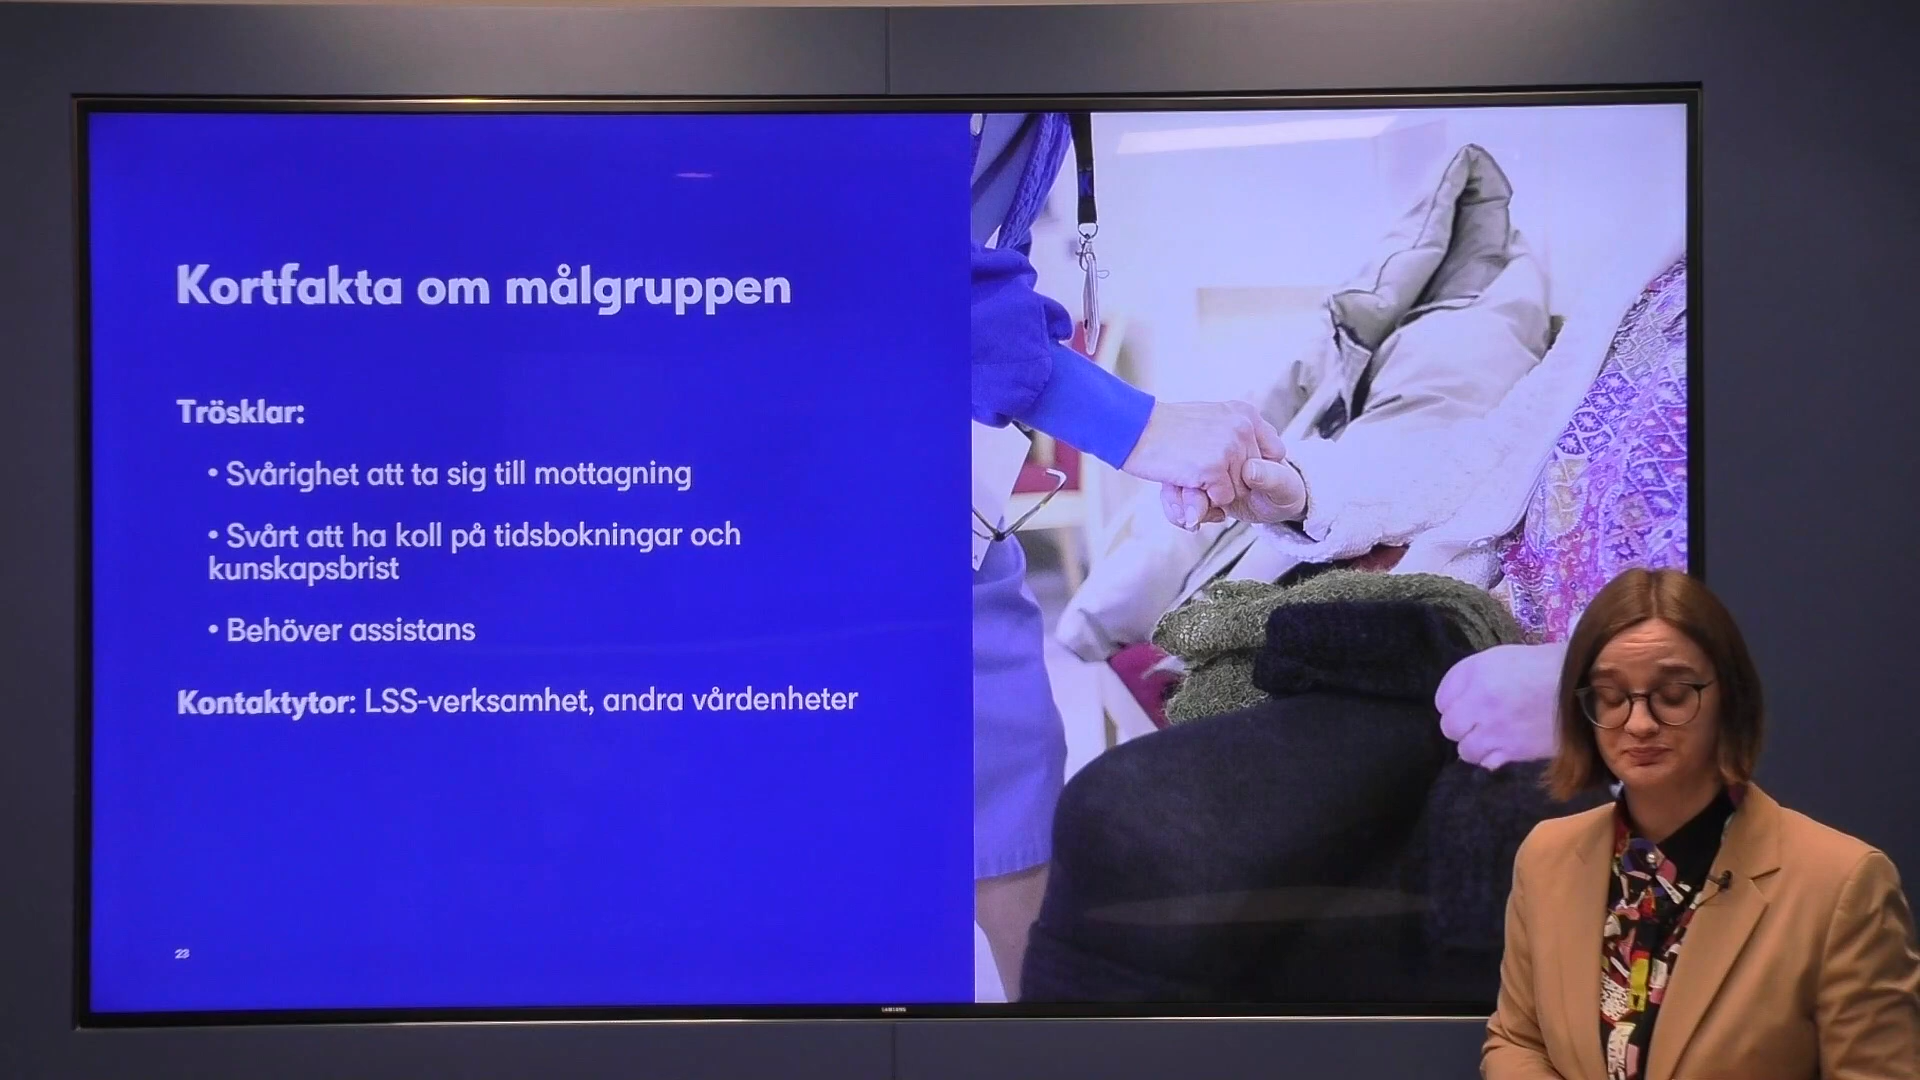 Kortfakta om målgruppen
Trösklar:
• Svårighet att ta sig till mottagning
• Svårt att ha koll på tidsbokningar och
kunskapsbrist
• Behöver assistans
Kontaktytor: LSS-verksamhet, andra vårdenheter
23
SAMSUNG